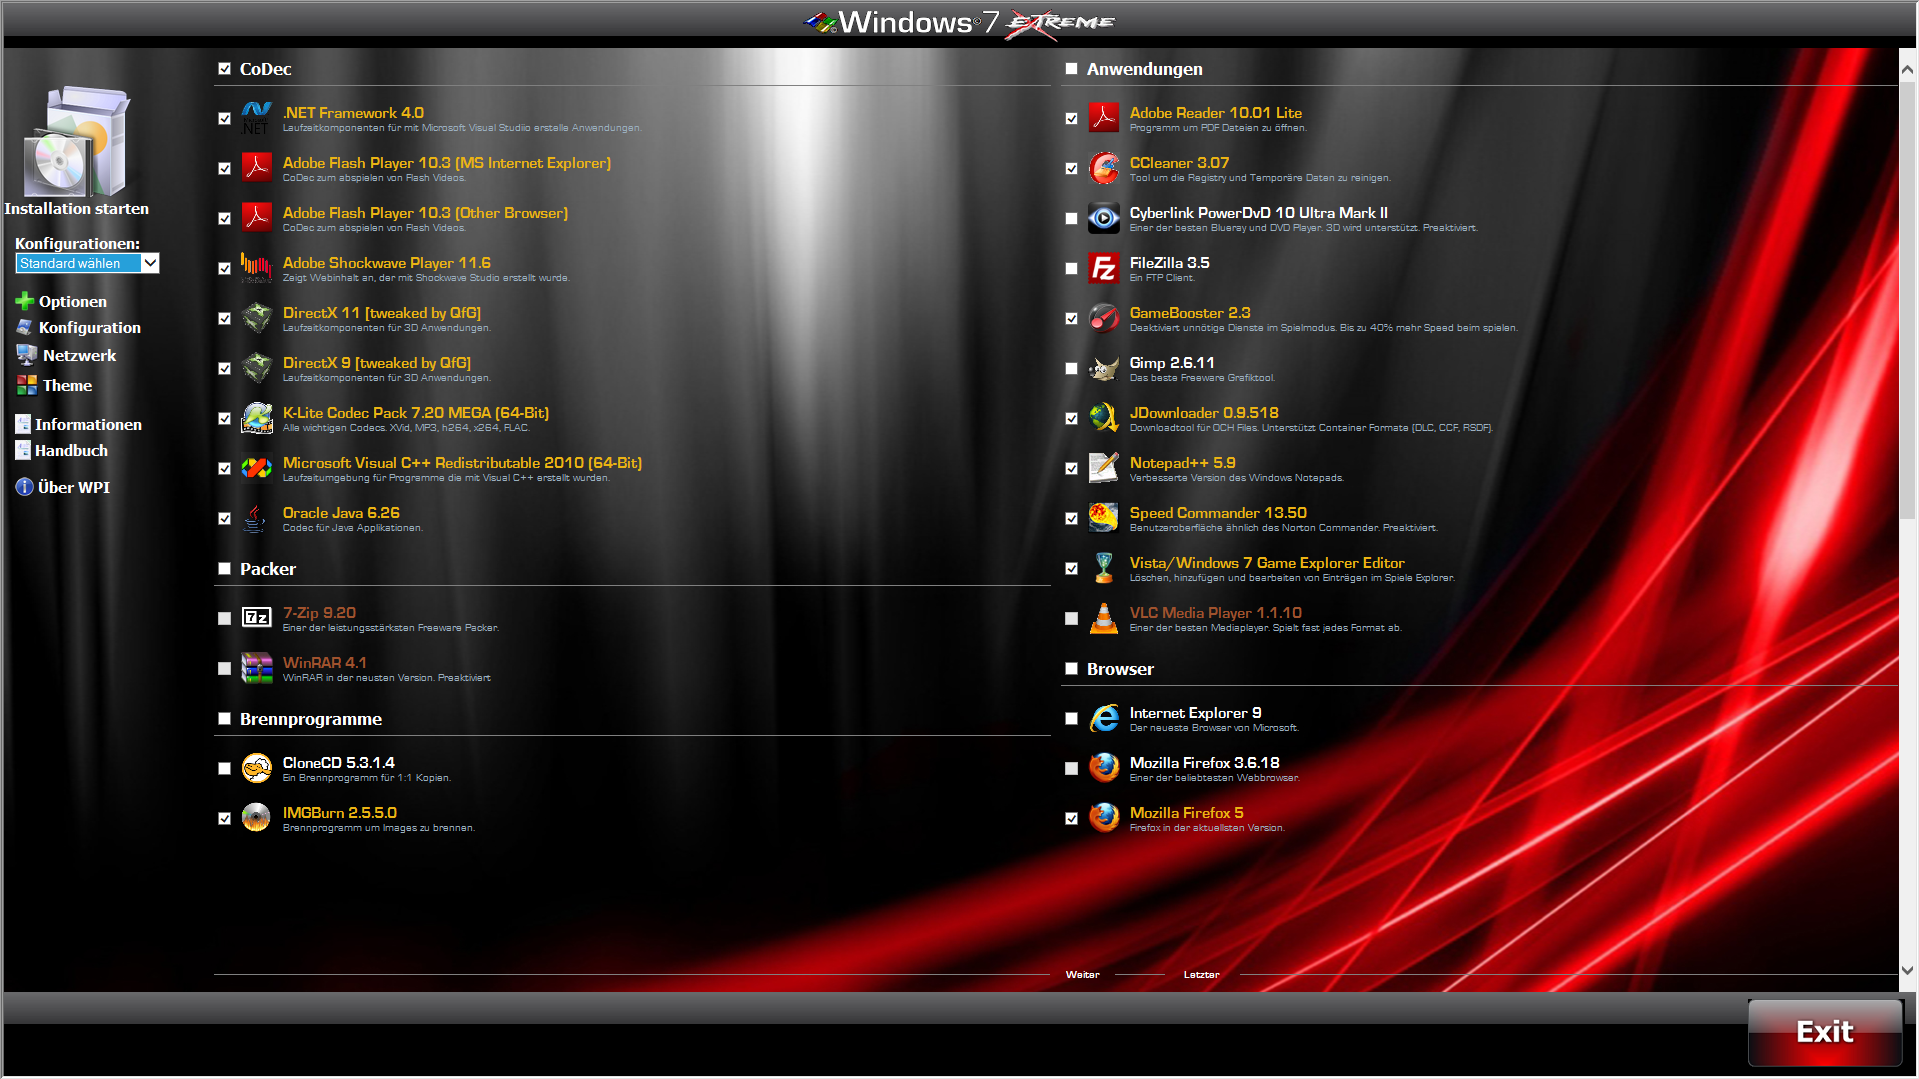 Windows©7 EXTREME
Installation starten
Konfigurationen:
Standard wählen
Optionen
Konfiguration
Netzwerk
Theme
Informationen
Handbuch
Über WPI
CoDec
.NET Framework 4.0
Laufzeitkomponenten für mit Microsoft Visual Studiio erstelle Anwendungen.
Adobe Flash Player 10.3 (MS Internet Explorer)
CoDec zum abspielen von Flash Videos.
Adobe Flash Player 10.3 (Other Browser)
CoDec zum abspielen von Flash Videos.
Adobe Shockwave Player 11.6
Zeigt Webinhalt an, der mit Shockwave Studio erstellt wurde.
DirectX 11 [tweaked by QfG]
Laufzeitkomponenten für 3D Anwendungen.
DirectX 9 [tweaked by QfG]
Laufzeitkomponenten für 3D Anwendungen.
K-Lite Codec Pack 7.20 MEGA (64-Bit)
Alle wichtigen Codecs. XVid, MP3, h264, x264, FLAC.
Microsoft Visual C++ Redistributable 2010 (64-Bit)
Laufzeitumgebung für Programme die mit Visual C++ erstellt wurden.
Oracle Java 6.26
Codec für Java Applikationen.
Packer
7-Zip 9.20
Einer der leistungsstärksten Freeware Packer.
WinRAR 4.1
WinRAR in der neusten Version. Preaktiviert
Brennprogramme
CloneCD 5.3.1.4
Ein Brennprogramm für 1:1 Kopien.
IMGBurn 2.5.5.0
Brennprogramm um Images zu brennen.
Anwendungen
Adobe Reader 10.01 Lite
Programm um PDF Dateien zu öffnen.
CCleaner 3.07
Tool um die Registry und Temporäre Daten zu reinigen.
Cyberlink PowerDvD 10 Ultra Mark II
Einer der besten Blueray und DVD Player. 3D wird unterstützt. Preaktiviert.
FileZilla 3.5
Ein FTP Client.
GameBooster 2.3
Deaktiviert unnötige Dienste im Spielmodus. Bis zu 40% mehr Speed beim spielen.
Gimp 2.6.11
Das beste Freeware Grafiktool.
JDownloader 0.9.518
Downloadtool für OCH Files. Unterstützt Container Formate (DLC, CCF, RSDF).
Notepad++ 5.9
Verbesserte Version des Windows Notepads.
Speed Commander 13.50
Benutzeroberfläche ähnlich des Norton Commander. Preaktiviert.
Vista/Windows 7 Game Explorer Editor
Löschen, hinzufügen und bearbeiten von Einträgen im Spiele Explorer.
VLC Media Player 1.1.10
Einer der besten Mediaplayer. Spielt fast jedes Format ab.
Browser
Internet Explorer 9
Der neueste Browser von Microsoft.
Mozilla Firefox 3.6.18
Einer der beliebtesten Webbrowser.
Mozilla Firefox 5
Firefox in der aktuellsten Version.
Weiter
Letzter
Exit